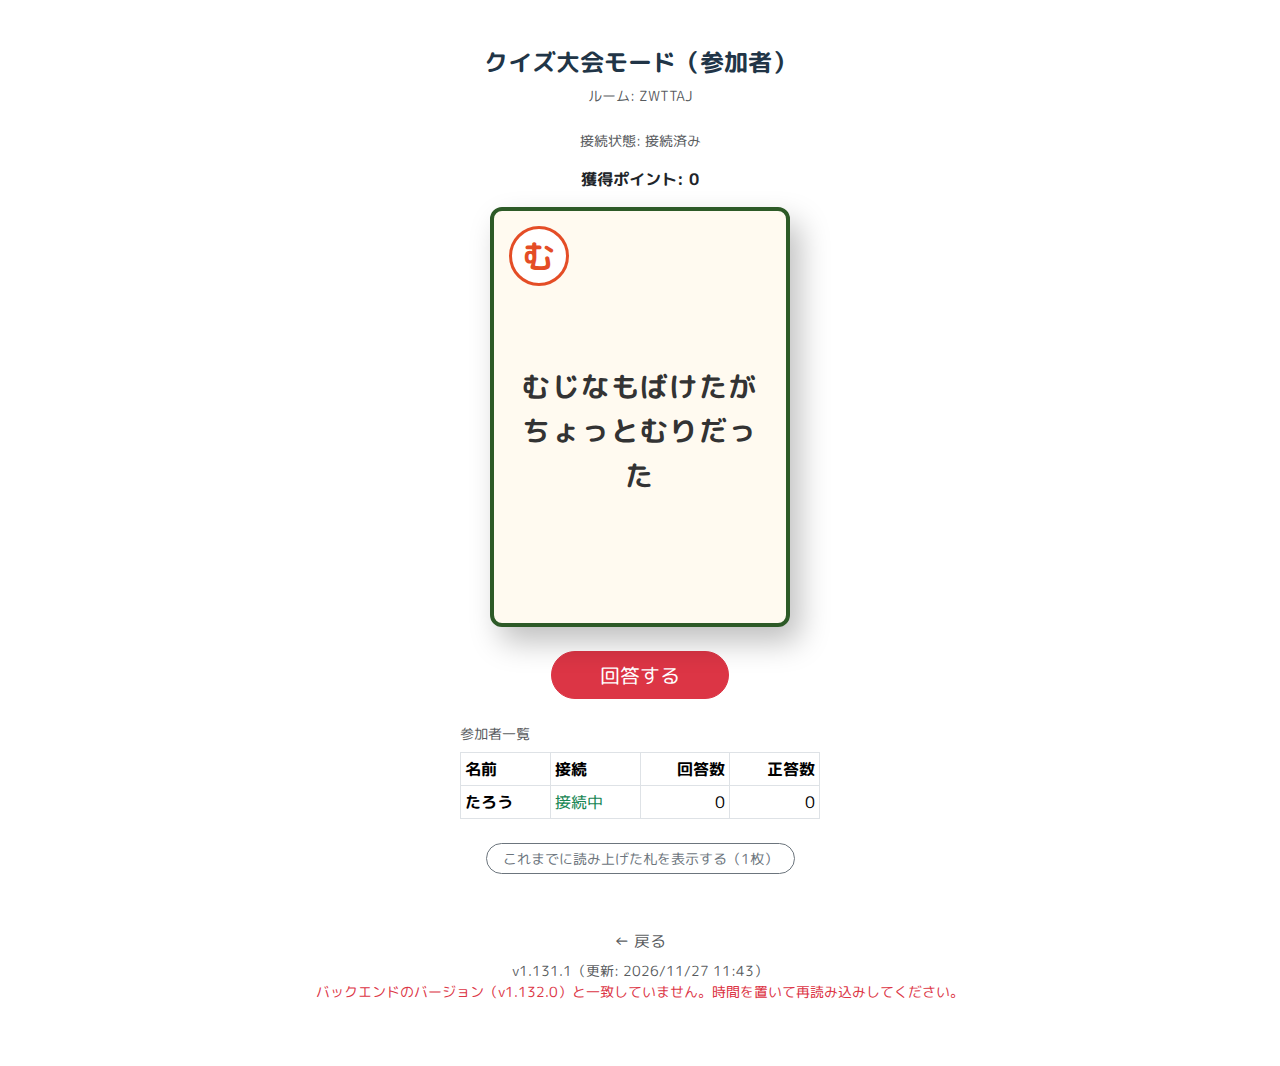 クイズ大会モード（参加者）
ルーム: ZWTTAJ
接続状態: 接続済み
獲得ポイント: 0
む
むじなもばけたが
ちょっとむりだっ
た
回答する
参加者一覧
名前 接続 回答数 正答数
たろう 接続中 0 0
これまでに読み上げた札を表示する（1枚）
← 戻る
v1.131.1（更新: 2026/11/27 11:43）
バックエンドのバージョン（v1.132.0）と一致していません。時間を置いて再読み込みしてください。